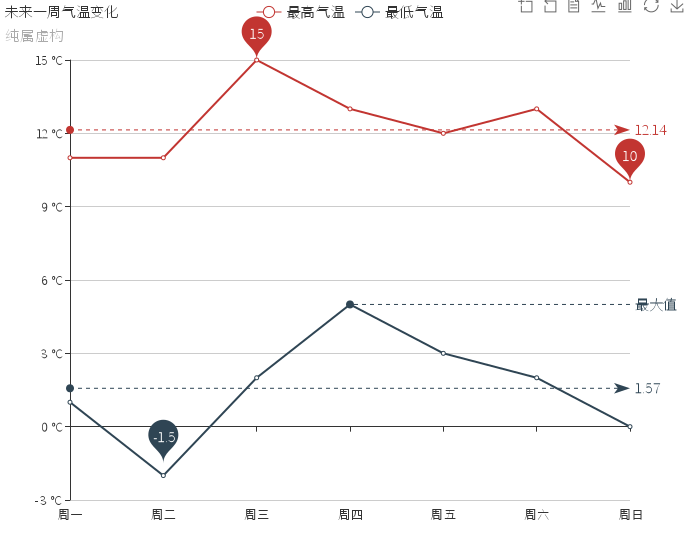 未来一周气温变化
最高气温
最低气温
纯属虚构
15
15 °C
12 °C
12.14
10
9 °C
6 °C
最大值
3 °C
1.57
-1.5
0 °C
-3 °C
周一
周二
周三
周四
周五
周六
周日